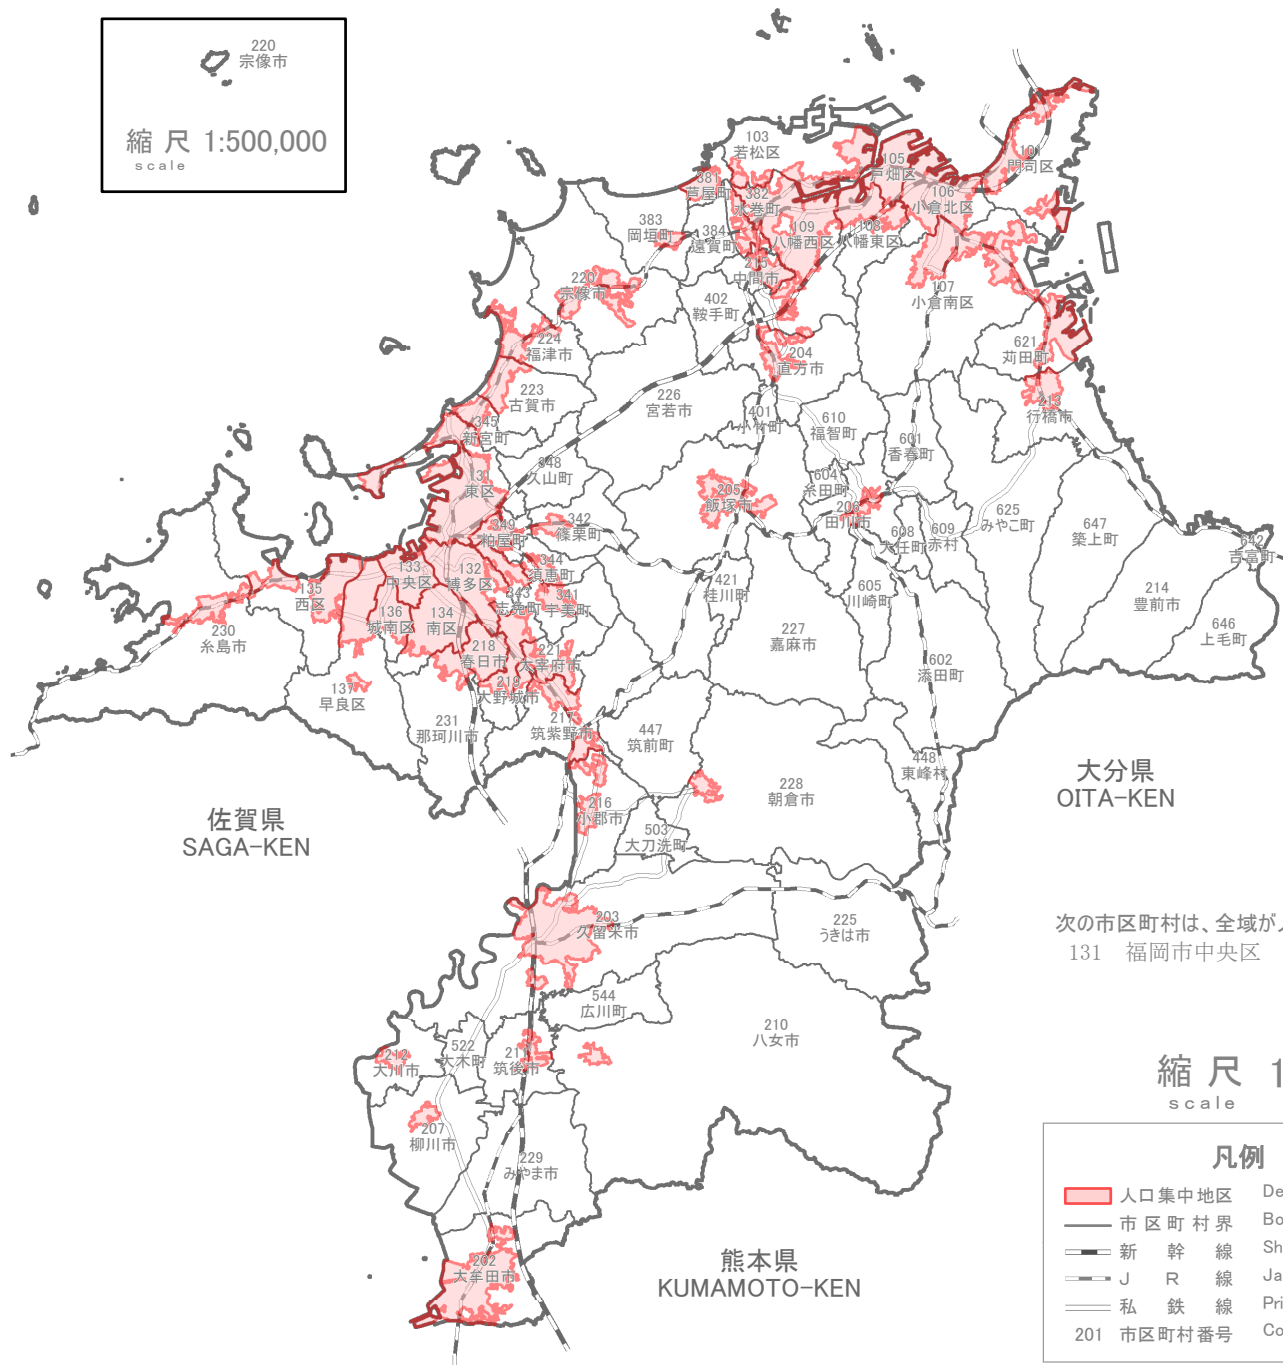 220
宗像市
縮 尺 1:500,000
scale
103
若松区
101
門司区
105
戸畑区
381
芦屋町
382
水巻町
106
小倉北区
383
岡垣町
384
遠賀町
109
八幡西区
108
八幡東区
215
中間市
107
小倉南区
220
宗像市
402
鞍手町
224
福津市
204
直方市
621
苅田町
223
古賀市
226
宮若市
213
行橋市
401
小竹町
610
福智町
345
新宮町
601
香春町
348
久山町
131
東区
604
糸田町
205
飯塚市
206
田川市
625
みやこ町
349
粕屋町
342
篠栗町
608
大任町
609
赤村
647
築上町
642
吉富町
344
須恵町
133
中央区
132
博多区
421
桂川町
605
川崎町
135
西区
343
志免町
341
宇美町
214
豊前市
136
城南区
134
南区
230
糸島市
227
嘉麻市
646
上毛町
218
春日市
221
太宰府市
602
添田町
219
大野城市
137
早良区
231
那珂川市
217
筑紫野市
447
筑前町
448
東峰村
228
朝倉市
大分県
OITA-KEN
佐賀県
SAGA-KEN
216
小郡市
503
大刀洗町
203
久留米市
225
うきは市
次の市区町村は、全域が人
131 福岡市中央区
544
広川町
210
八女市
522
大木町
212
大川市
211
筑後市
縮 尺 1
scale
207
柳川市
229
みやま市
202
大牟田市
熊本県
KUMAMOTO-KEN
凡例
人口集中地区 De
市区町村界 Bo
新幹線 Sh
JR線 Ja
私鉄線 Pri
201 市区町村番号 Co